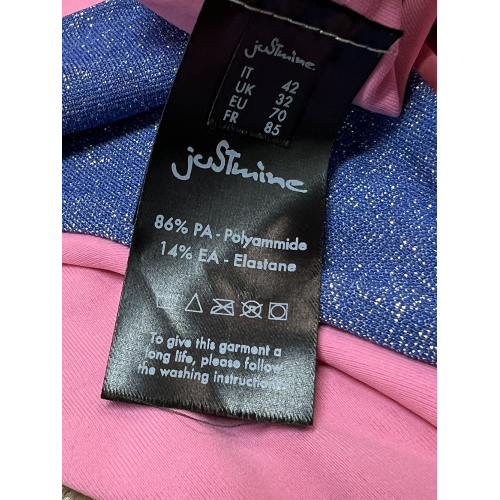 juSTmine
IT 42
UK 32
EU 70
FR 85
juSTmine
86% PA - Polyammide
14% EA - Elastane
To give this garment a
long life, please follow
the washing instructions.